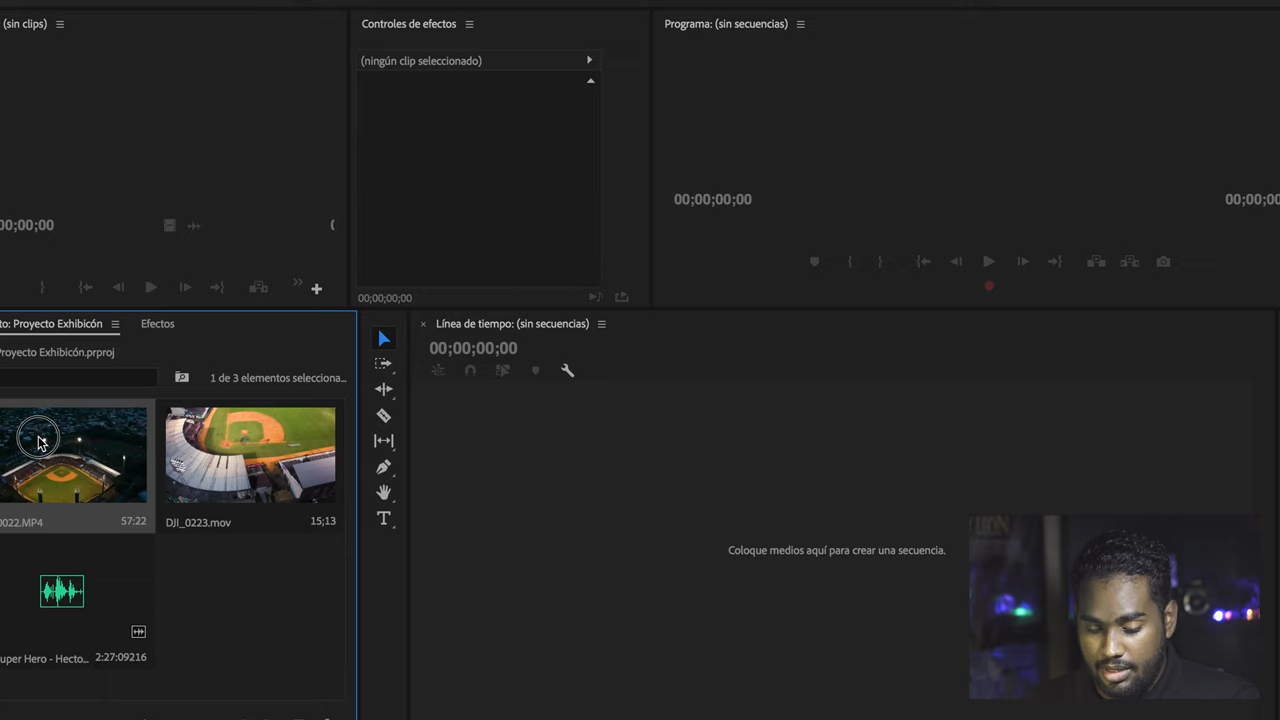 (sin clips)
Controles de efectos
Programa: (sin secuencias)
(ningún clip seleccionado)
00;00;00;00
00;00;00
00;00;00;00
00;00;00
to: Proyecto Exhibicón
Efectos
Línea de tiempo: (sin secuencias)
royecto Exhibicón.prproj
00;00;00;00
1 de 3 elementos selecciona...
0022.MP4
57:22
DJI_0223.mov
15;13
Coloque medios aquí para crear una secuencia.
uper Hero - Hecto...
2:27:09216